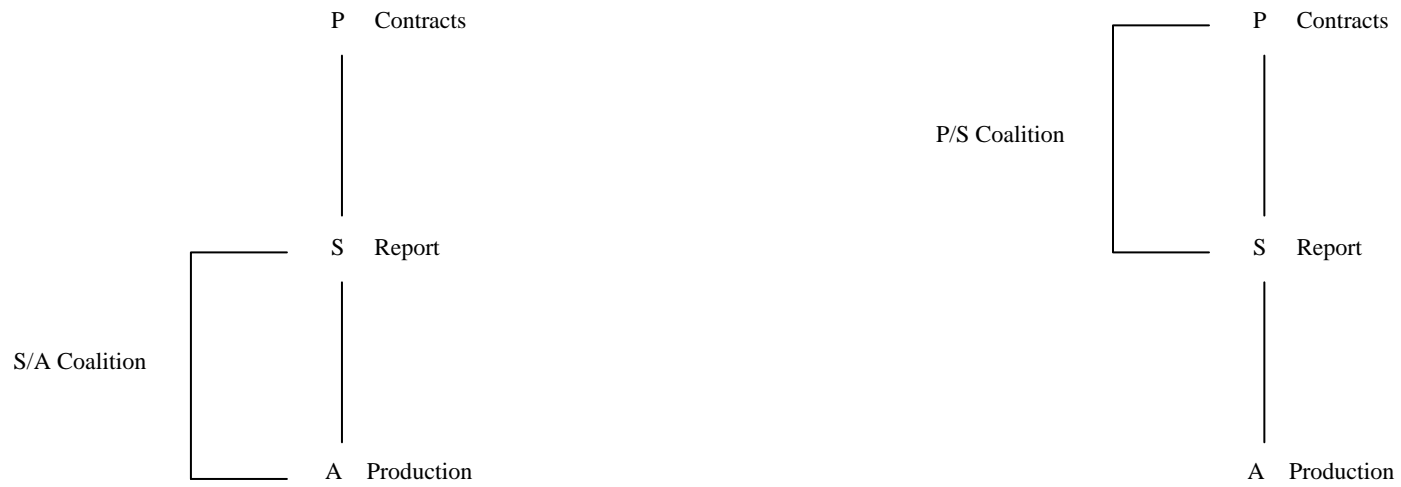 P Contracts
S Report
S/A Coalition
A Production
P Contracts
P/S Coalition
S Report
A Production